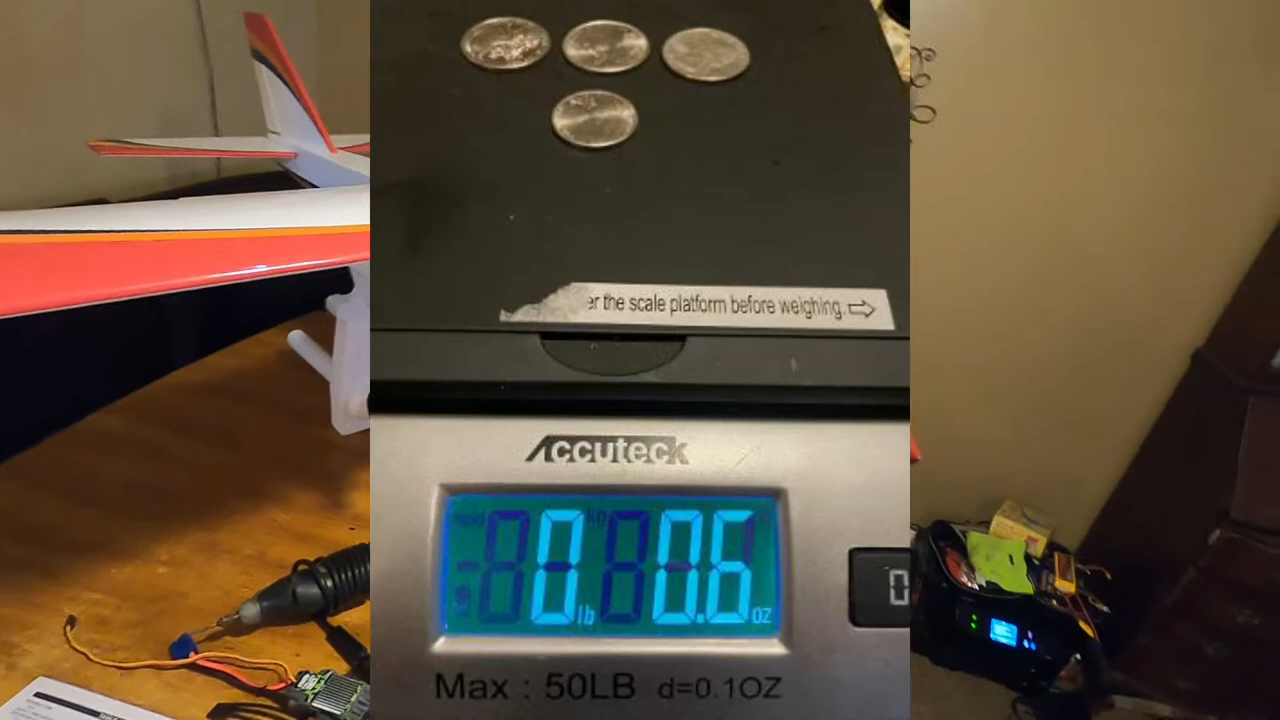 er the scale platform before weighing.
Accuteck
0 lb 0.6 oz
Max : 50LB d=0.1OZ
0